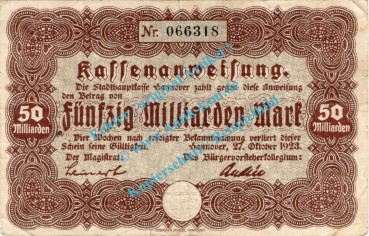 Nr. 066318
Kassenanweisung.
Die Stadthauptkasse Hannover zahlt gegen diese Anweisung
den Betrag von
50 Milliarden
Fünfzig Milliarden Mark
50 Milliarden
Vier Wochen nach erfolgter Bekanntmachung verliert dieser
Schein seine Gültigkeit. Hannover, 27. Oktober 1923.
Der Magistrat: Das Bürgervorsteherkollegium: